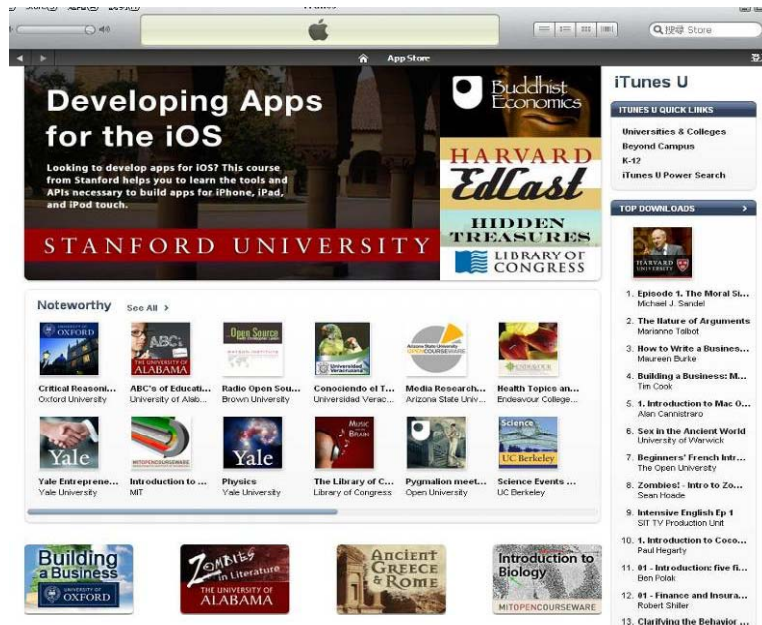 Store
App Store
Developing Apps
for the iOS
Looking to develop apps for iOS? This course
from Stanford helps you to learn the tools and
APIs necessary to build apps for iPhone, iPad,
and iPod touch.
STANFORD UNIVERSITY
Buddhist
Economics
HARVARD
EdCast
HIDDEN
TREASURES
LIBRARY OF
CONGRESS
iTunes U
ITUNES U QUICK LINKS
Universities & Colleges
Beyond Campus
K-12
iTunes U Power Search
TOP DOWNLOADS
HARVARD
UNIVERSITY
1. Episode 1. The Moral Si...
Michael J. Sandel
2. The Nature of Arguments
Marianne Talbot
3. How to Write a Busines...
Maureen Burke
4. Building a Business: M...
Tim Cook
5. 1. Introduction to Mac O...
Alan Cannistraro
6. Sex in the Ancient World
University of Warwick
7. Beginners' French Intr...
The Open University
8. Zombies! - Intro to Zo...
Sean Hoade
9. Intensive English Ep 1
SIT TV Production Unit
10. 1. Introduction to Coco...
Paul Hegarty
11. 01 - Introduction: five fi...
Ben Polak
12. 01 - Finance and Insura...
Robert Shiller
13. Clarifying the Behavior ...
Noteworthy
See All >
OXFORD
ABC's
THE UNIVERSITY OF
ALABAMA
Open Source
Universidad
Veracruzana
Arizona State University
OPENCOURSEWARE
Critical Reasoni...
Oxford University
ABC's of Educati...
University of Alab...
Radio Open Sou...
Brown University
Conociendo el T...
Universidad Verac...
Media Research...
Arizona State Univ...
Health Topics an...
Endeavour College...
Yale
MITOPENCOURSEWARE
Yale
MUSIC
BRAIN
Science
UC Berkeley
Yale Entreprene...
Yale University
Introduction to ...
MIT
Physics
Yale University
The Library of C...
Library of Congress
Pygmalion meet...
Open University
Science Events ...
UC Berkeley
Building
a Business
UNIVERSITY OF
OXFORD
ZOMBIES
in Literature
THE UNIVERSITY OF
ALABAMA
ANCIENT
GREECE
& ROME
Introduction to
Biology
MITOPENCOURSEWARE